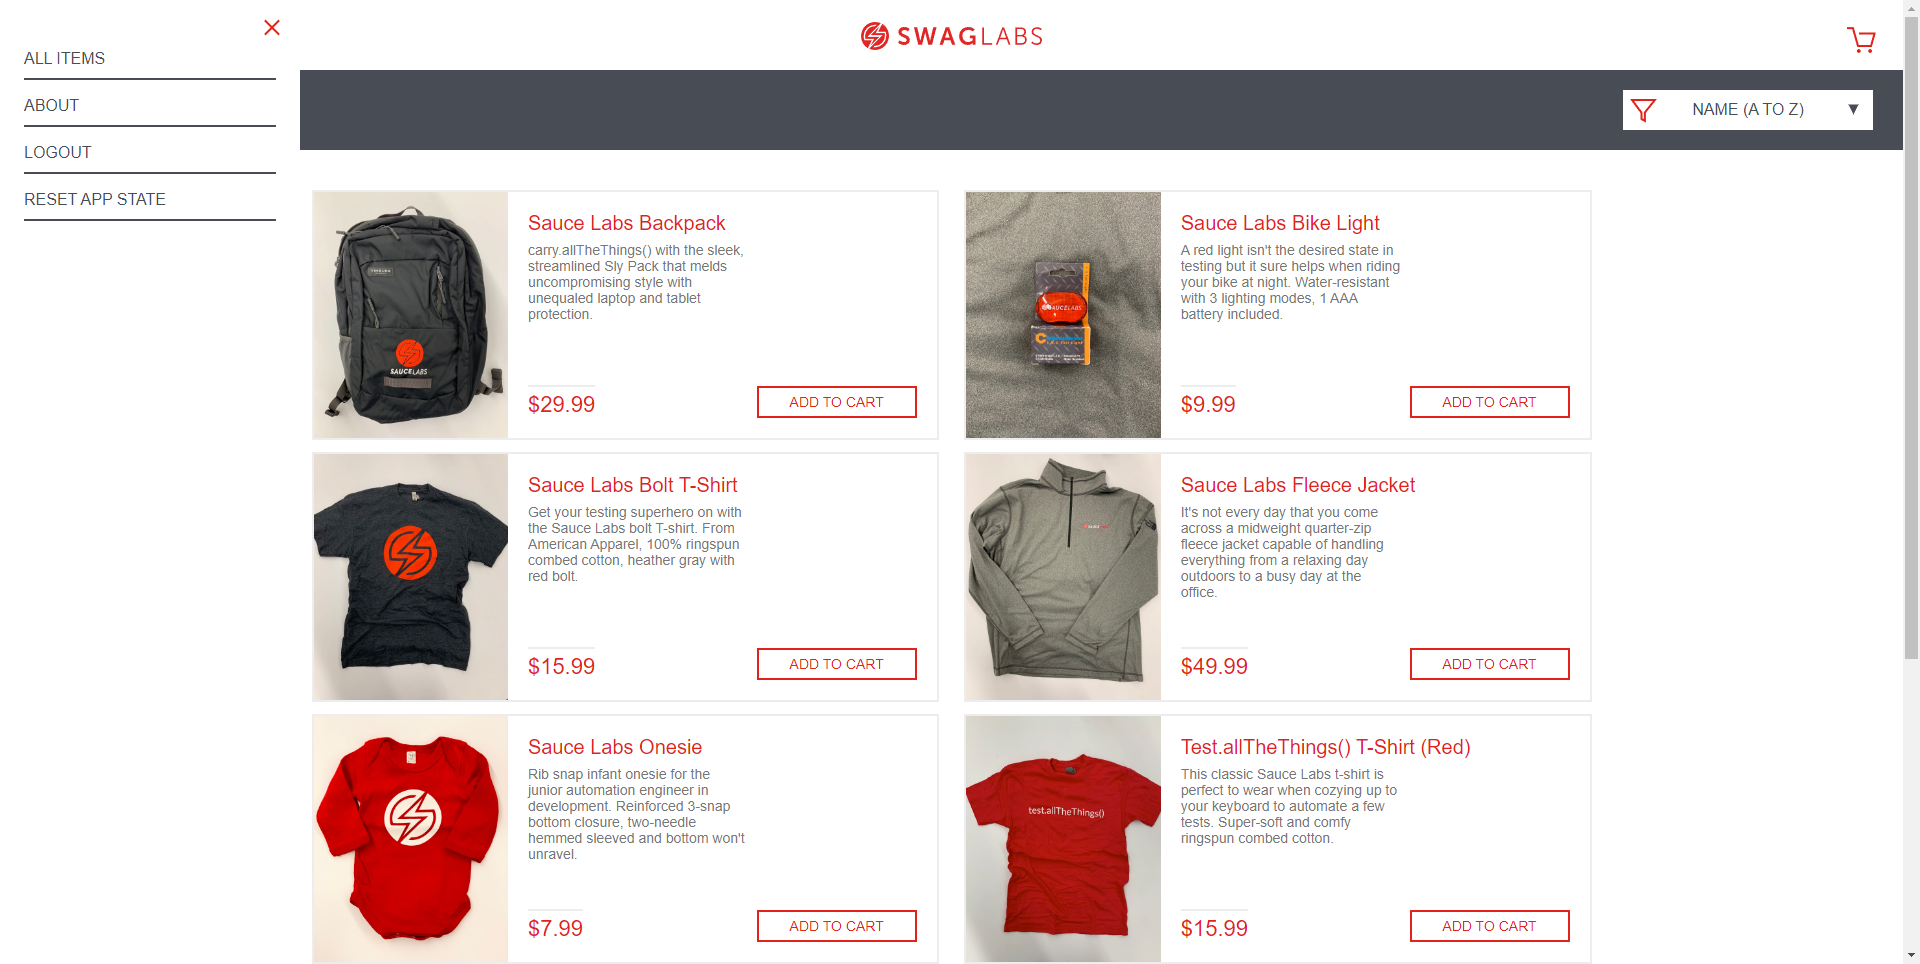 ALL ITEMS
ABOUT
LOGOUT
RESET APP STATE
SWAGLABS
NAME (A TO Z)
Sauce Labs Backpack
carry.allTheThings() with the sleek,
streamlined Sly Pack that melds
uncompromising style with
unequaled laptop and tablet
protection.
$29.99
ADD TO CART
SAUCELABS
Sauce Labs Bike Light
A red light isn't the desired state in
testing but it sure helps when riding
your bike at night. Water-resistant
with 3 lighting modes, 1 AAA
battery included.
$9.99
ADD TO CART
SAUCELABS
Sauce Labs Bolt T-Shirt
Get your testing superhero on with
the Sauce Labs bolt T-shirt. From
American Apparel, 100% ringspun
combed cotton, heather gray with
red bolt.
$15.99
ADD TO CART
Sauce Labs Fleece Jacket
It's not every day that you come
across a midweight quarter-zip
fleece jacket capable of handling
everything from a relaxing day
outdoors to a busy day at the
office.
$49.99
ADD TO CART
Sauce Labs Onesie
Rib snap infant onesie for the
junior automation engineer in
development. Reinforced 3-snap
bottom closure, two-needle
hemmed sleeved and bottom won't
unravel.
$7.99
ADD TO CART
Test.allTheThings() T-Shirt (Red)
This classic Sauce Labs t-shirt is
perfect to wear when cozying up to
your keyboard to automate a few
tests. Super-soft and comfy
ringspun combed cotton.
$15.99
ADD TO CART
test.allTheThings()